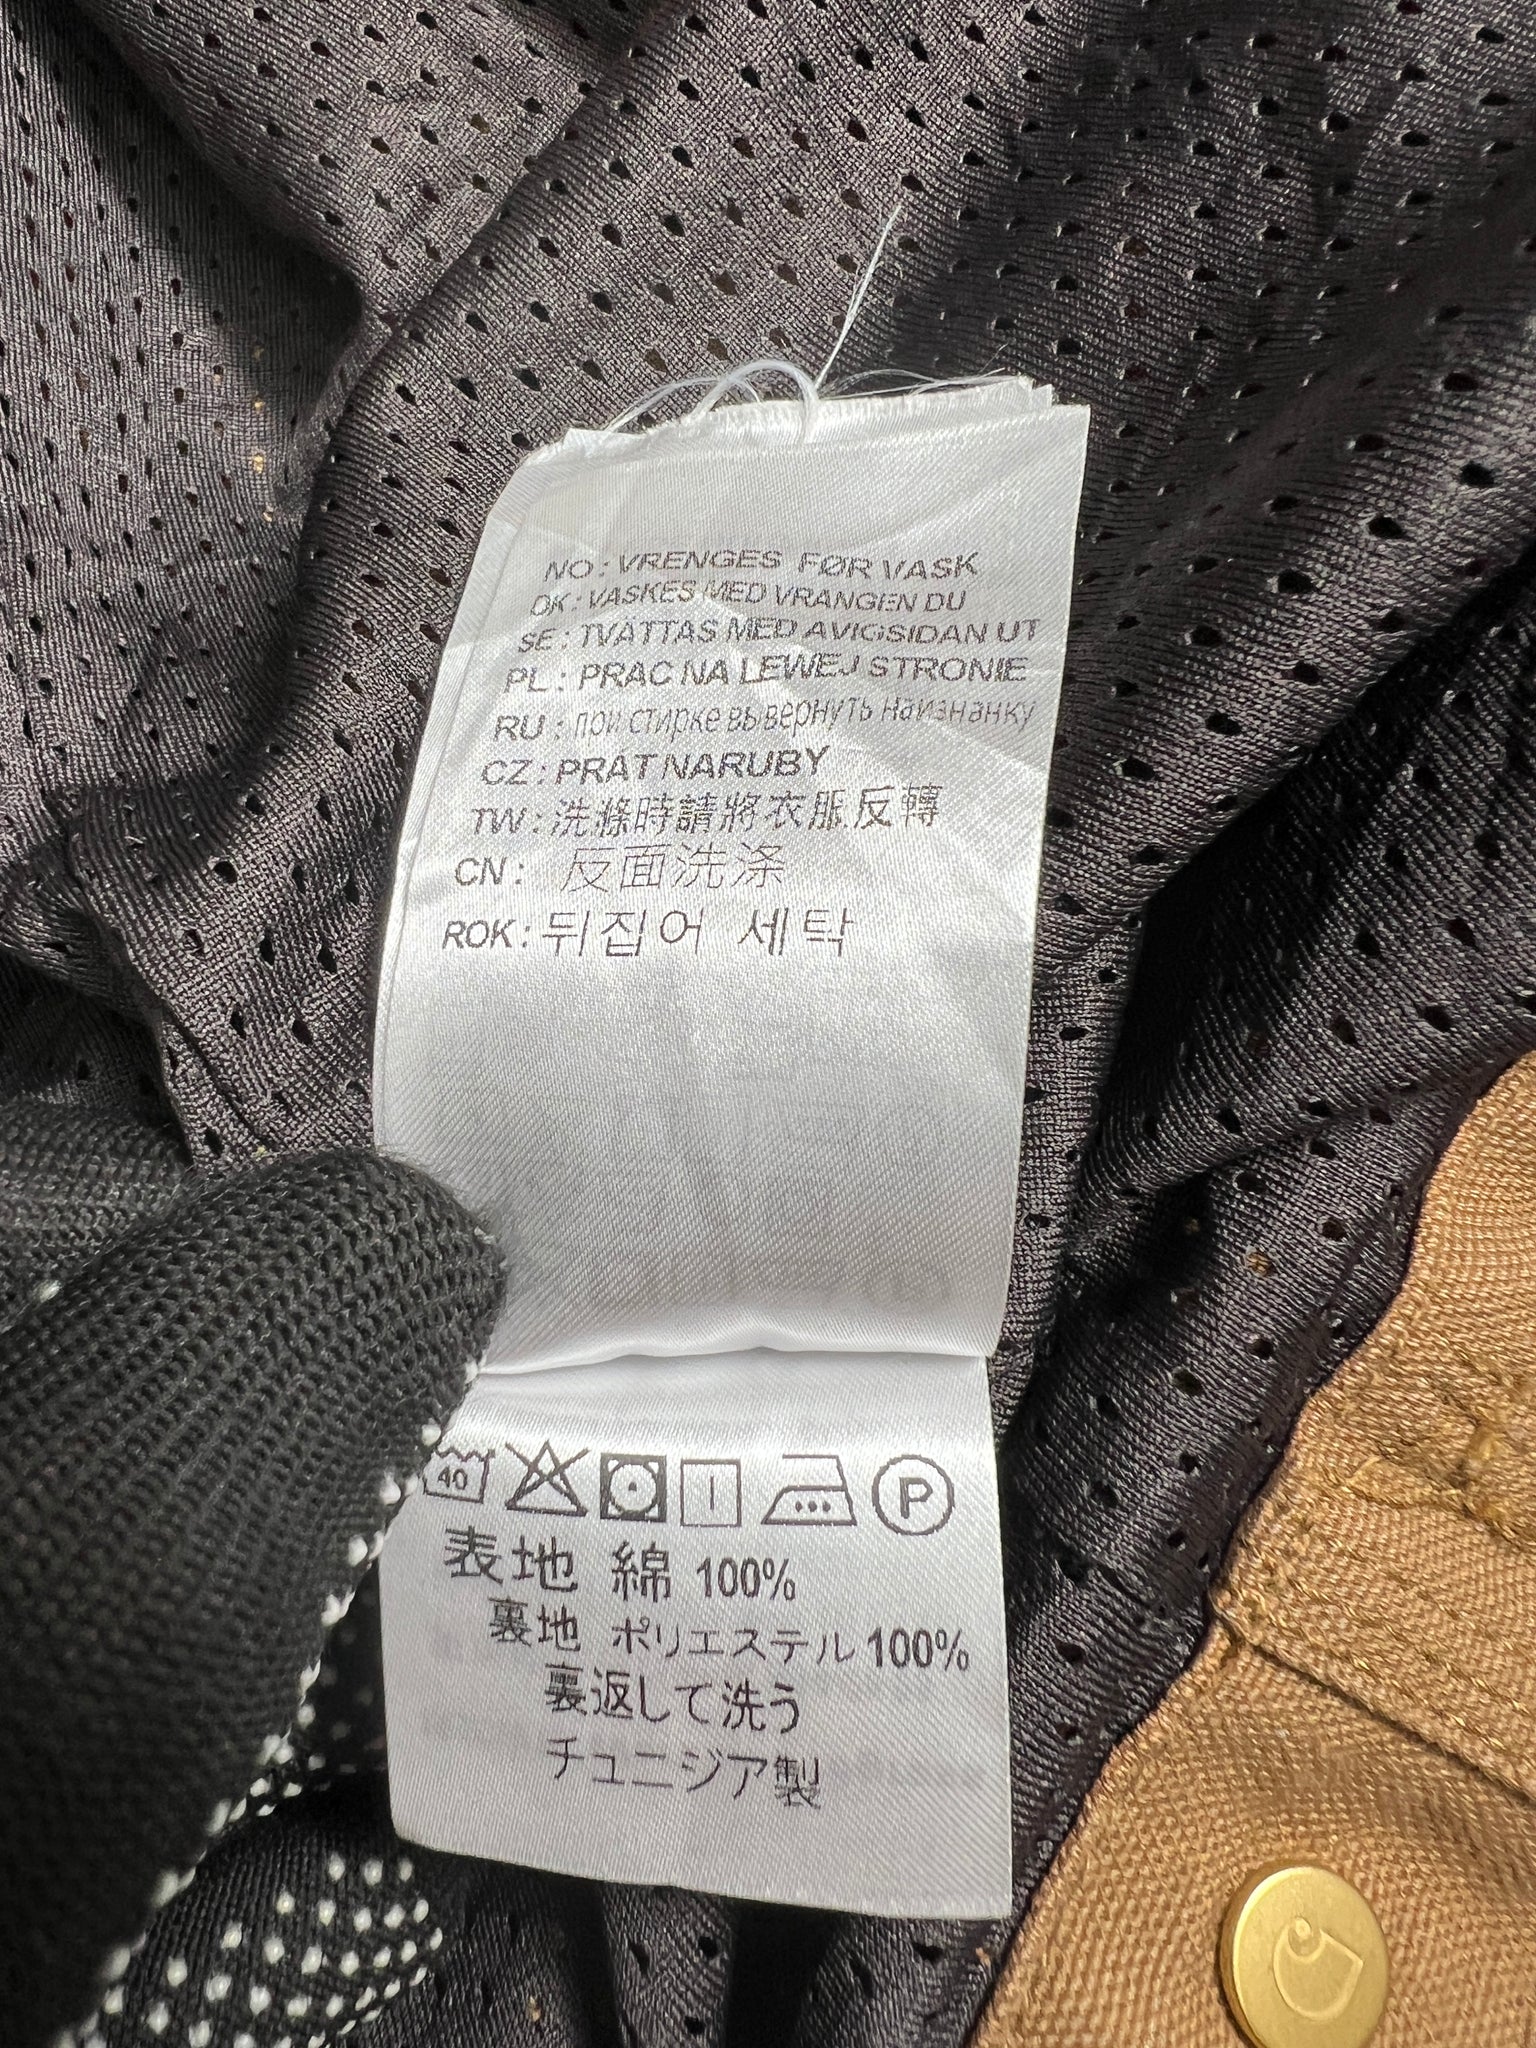 NO : VRENGES FØR VASK
DK : VASKES MED VRANGEN DU
SE : TVÄTTAS MED AVIGSIDAN UT
PL : PRAC NA LEWEJ STRONIE
RU : при стирке вывернуть наизнанку
CZ : PRÁT NARUBY
TW : 洗滌時請將衣服反轉
CN : 反面洗涤
ROK : 뒤집어 세탁
40
P
表地 綿 100%
裏地 ポリエステル 100%
裏返して洗う
チュニジア製